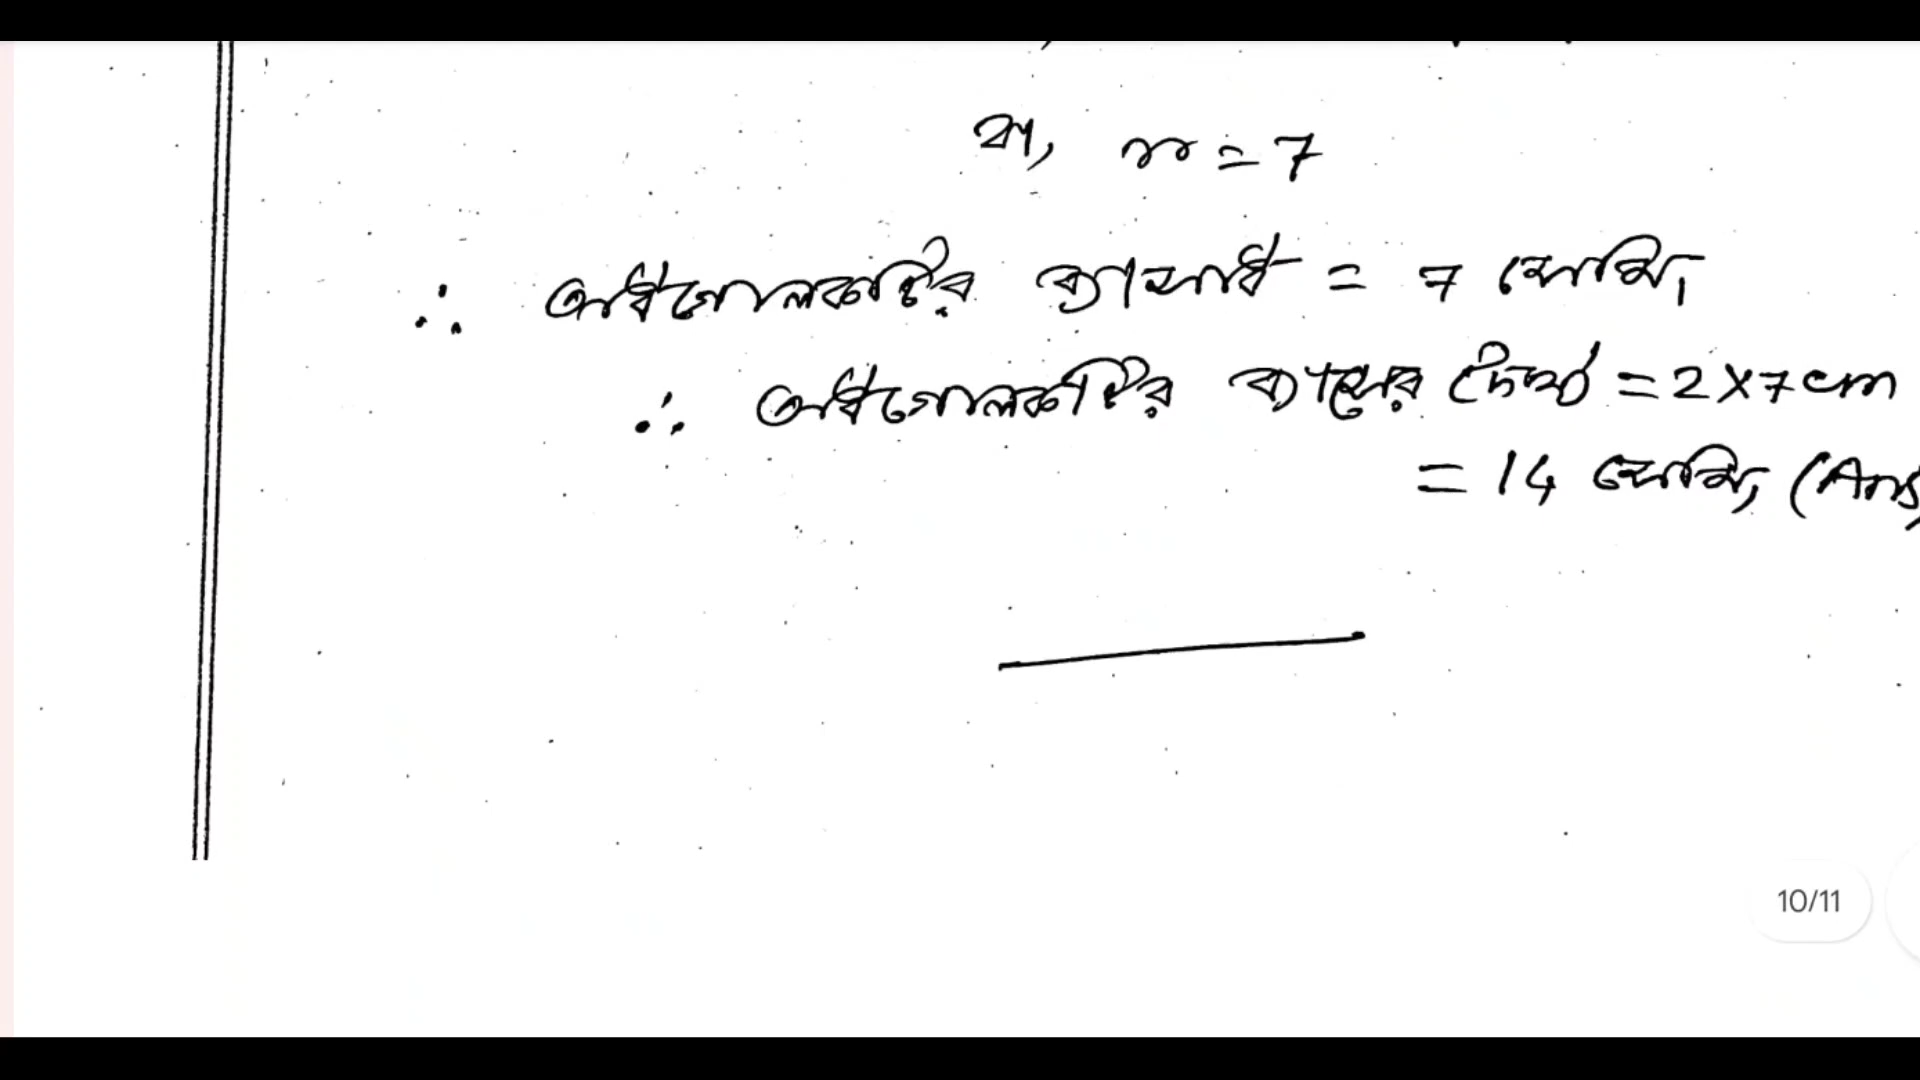 বা, r = 7
∴ অর্ধগোলকটির ব্যাসার্ধ = 7 সেমি,
∴ অর্ধগোলকটির ব্যাসের দৈর্ঘ্য = 2 X 7 cm
= 14 সেমি, (Ans
10/11